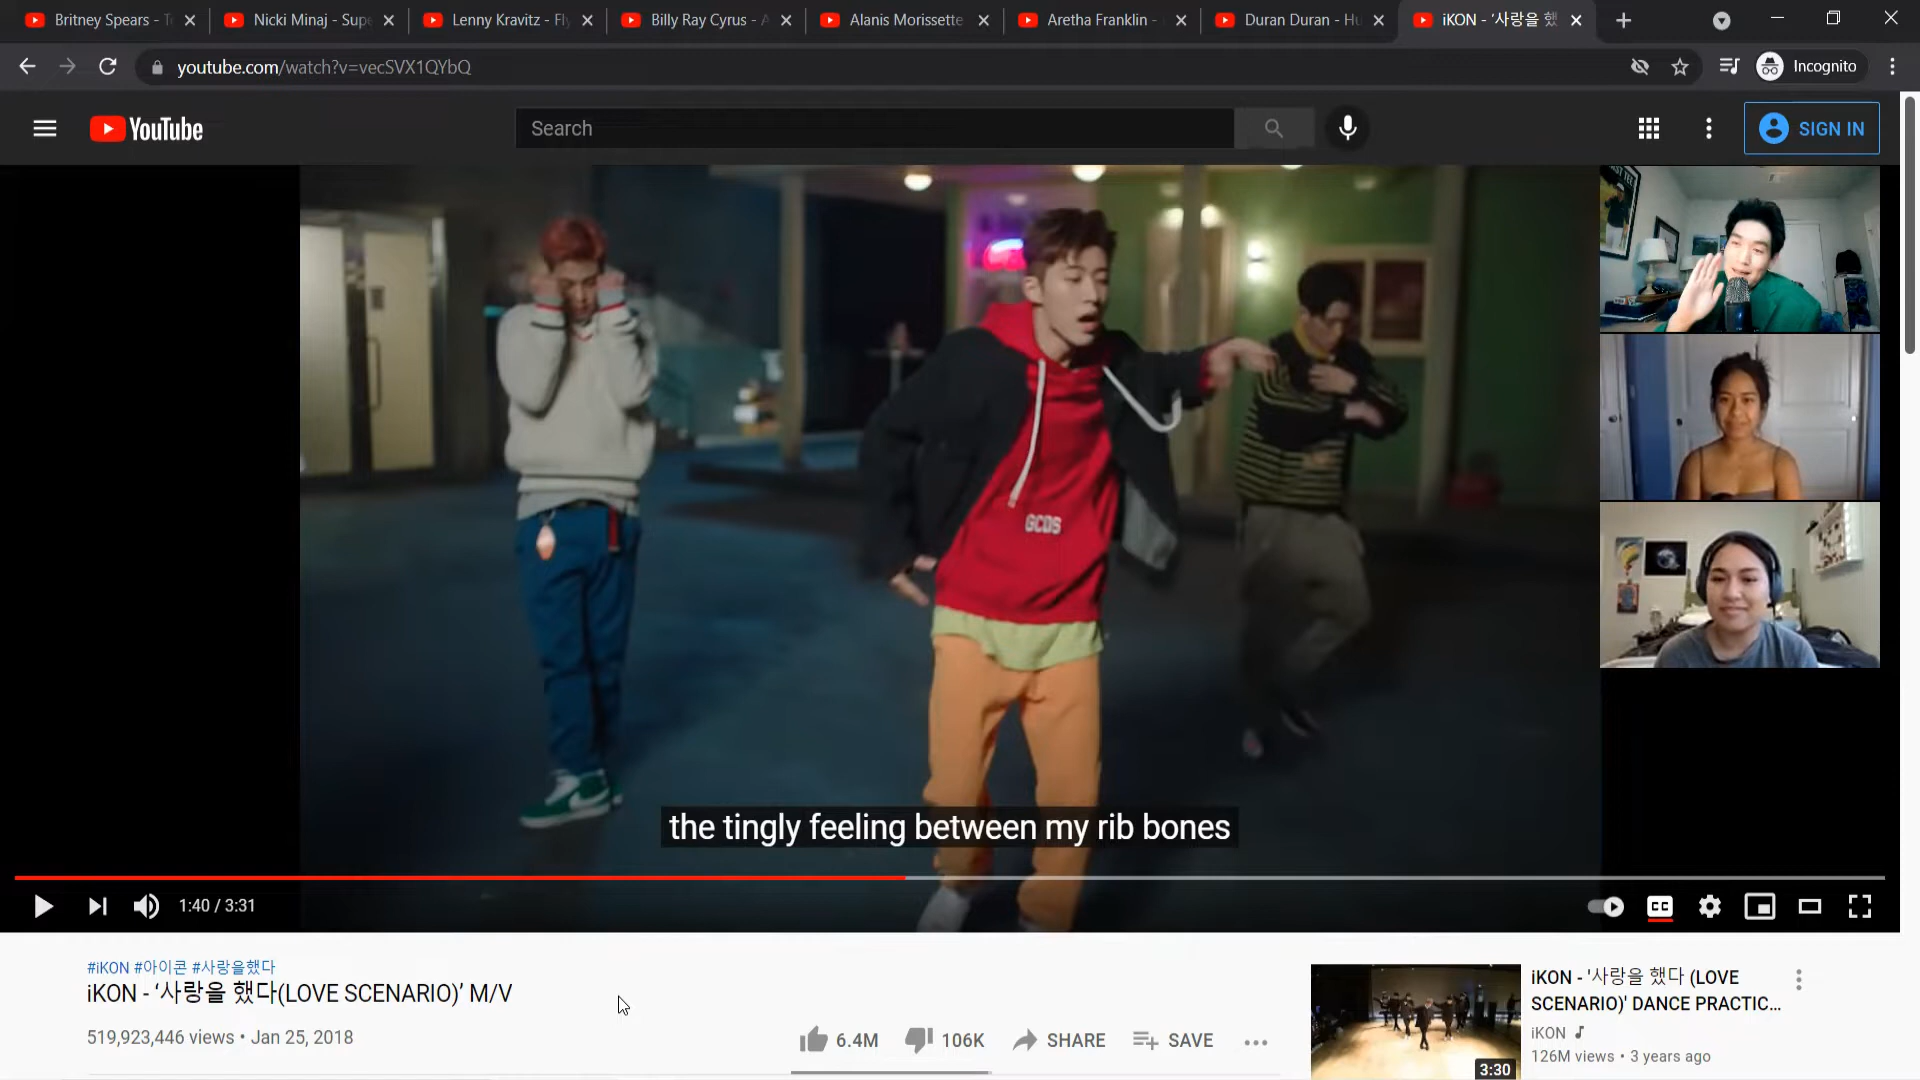 Britney Spears - T
Nicki Minaj - Supe
Lenny Kravitz - Fly
Billy Ray Cyrus - A
Alanis Morissette
Aretha Franklin -
Duran Duran - Hu
iKON - ‘사랑을 했
youtube.com/watch?v=vecSVX1QYbQ
Incognito
YouTube
Search
SIGN IN
GCDS
the tingly feeling between my rib bones
1:40 / 3:31
CC
#iKON #아이콘 #사랑을했다
iKON - ‘사랑을 했다(LOVE SCENARIO)’ M/V
519,923,446 views • Jan 25, 2018
6.4M
106K
SHARE
SAVE
3:30
iKON - '사랑을 했다 (LOVE
SCENARIO)' DANCE PRACTIC...
iKON
126M views • 3 years ago